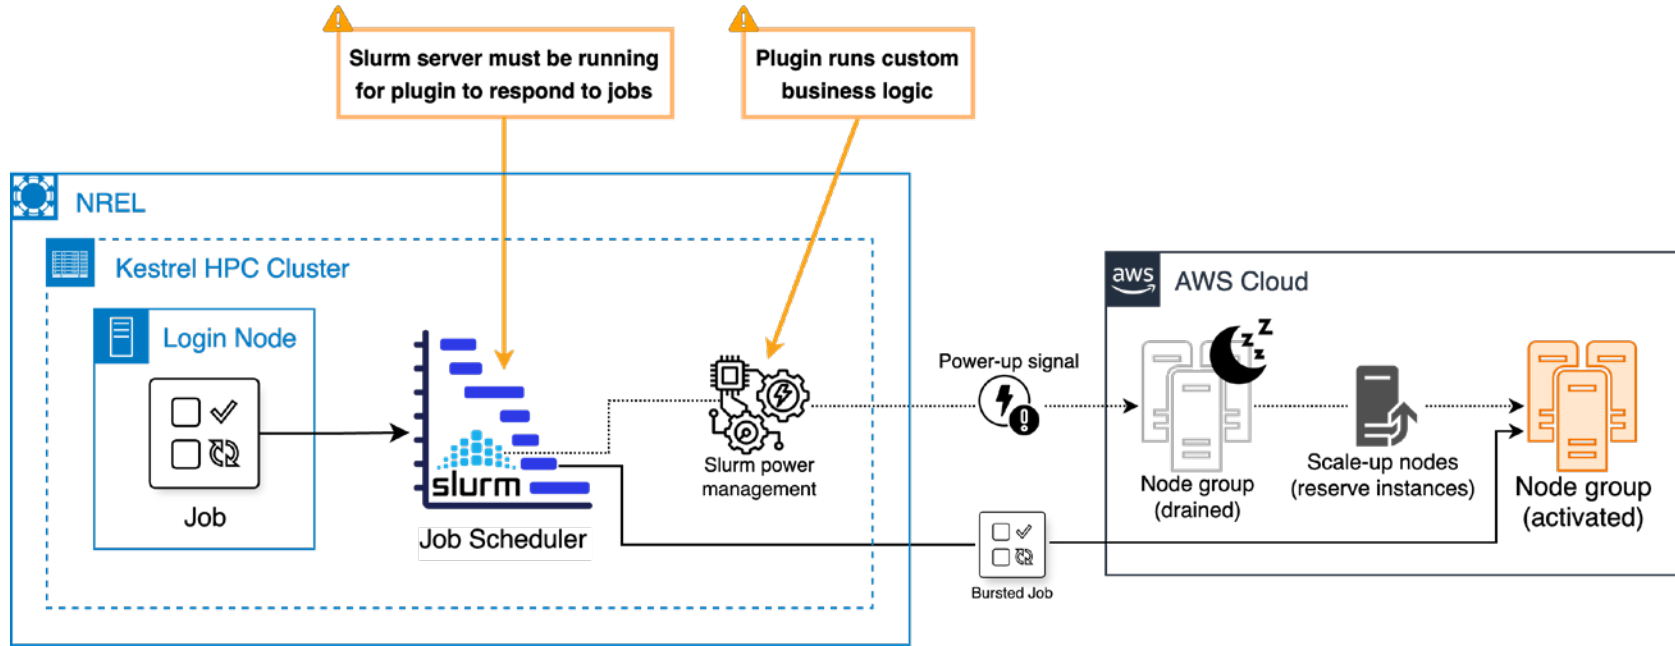 Slurm server must be running
for plugin to respond to jobs
Plugin runs custom
business logic
NREL
Kestrel HPC Cluster
Login Node
Job
slurm
Job Scheduler
Slurm power
management
Power-up signal
Bursted Job
aws
AWS Cloud
z
z
Z
Node group
(drained)
Scale-up nodes
(reserve instances)
Node group
(activated)